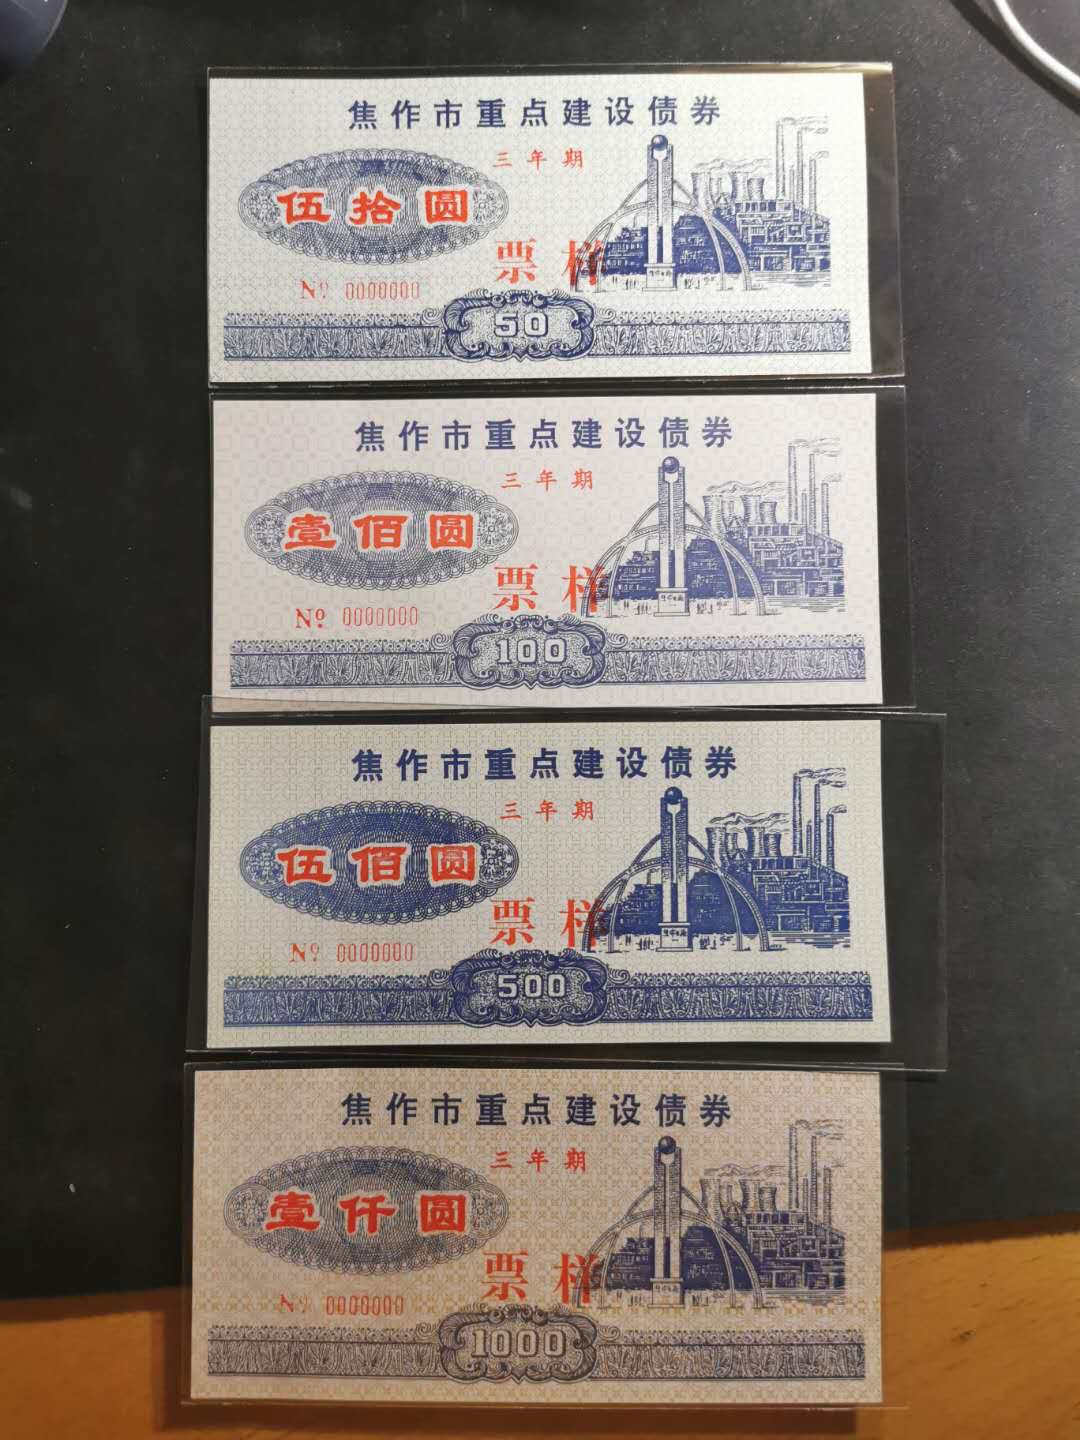 焦作市重点建设债券
三年期
伍拾圆
票样
№ 0000000
50
焦作市重点建设债券
三年期
壹佰圆
票样
№ 0000000
100
焦作市重点建设债券
三年期
伍佰圆
票样
№ 0000000
500
焦作市重点建设债券
三年期
壹仟圆
票样
№ 0000000
1000